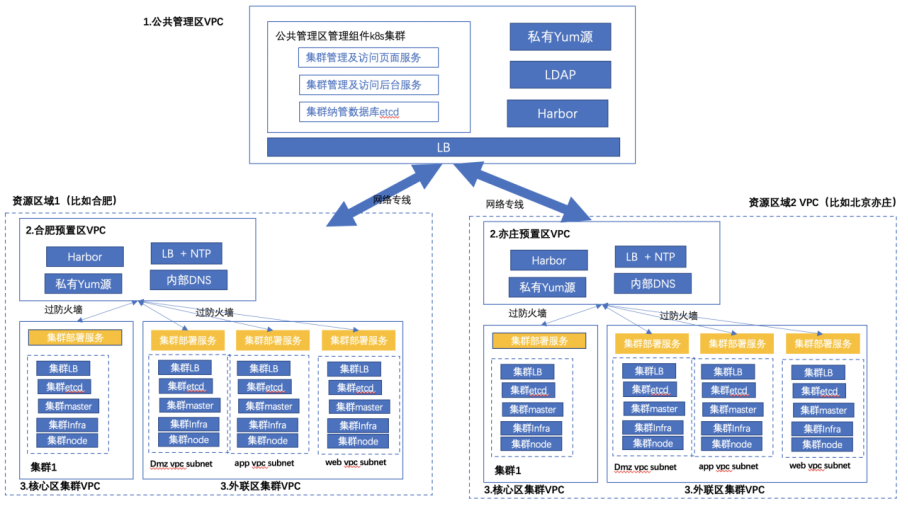 1.公共管理区VPC
公共管理区管理组件k8s集群
集群管理及访问页面服务
集群管理及访问后台服务
集群纳管数据库etcd
私有Yum源
LDAP
Harbor
LB
网络专线
网络专线
资源区域1（比如合肥）
2.合肥预置区VPC
Harbor
LB + NTP
私有Yum源
内部DNS
过防火墙
过防火墙
集群部署服务
集群LB
集群etcd
集群master
集群Infra
集群node
集群1
3.核心区集群VPC
集群部署服务
集群LB
集群etcd
集群master
集群Infra
集群node
Dmz vpc subnet
集群部署服务
集群LB
集群etcd
集群master
集群Infra
集群node
app vpc subnet
集群部署服务
集群LB
集群etcd
集群master
集群Infra
集群node
web vpc subnet
3.外联区集群VPC
资源区域2 VPC（比如北京亦庄）
2.亦庄预置区VPC
Harbor
LB + NTP
私有Yum源
内部DNS
过防火墙
过防火墙
集群部署服务
集群LB
集群etcd
集群master
集群Infra
集群node
集群1
3.核心区集群VPC
集群部署服务
集群LB
集群etcd
集群master
集群Infra
集群node
Dmz vpc subnet
集群部署服务
集群LB
集群etcd
集群master
集群Infra
集群node
app vpc subnet
集群部署服务
集群LB
集群etcd
集群master
集群Infra
集群node
web vpc subnet
3.外联区集群VPC